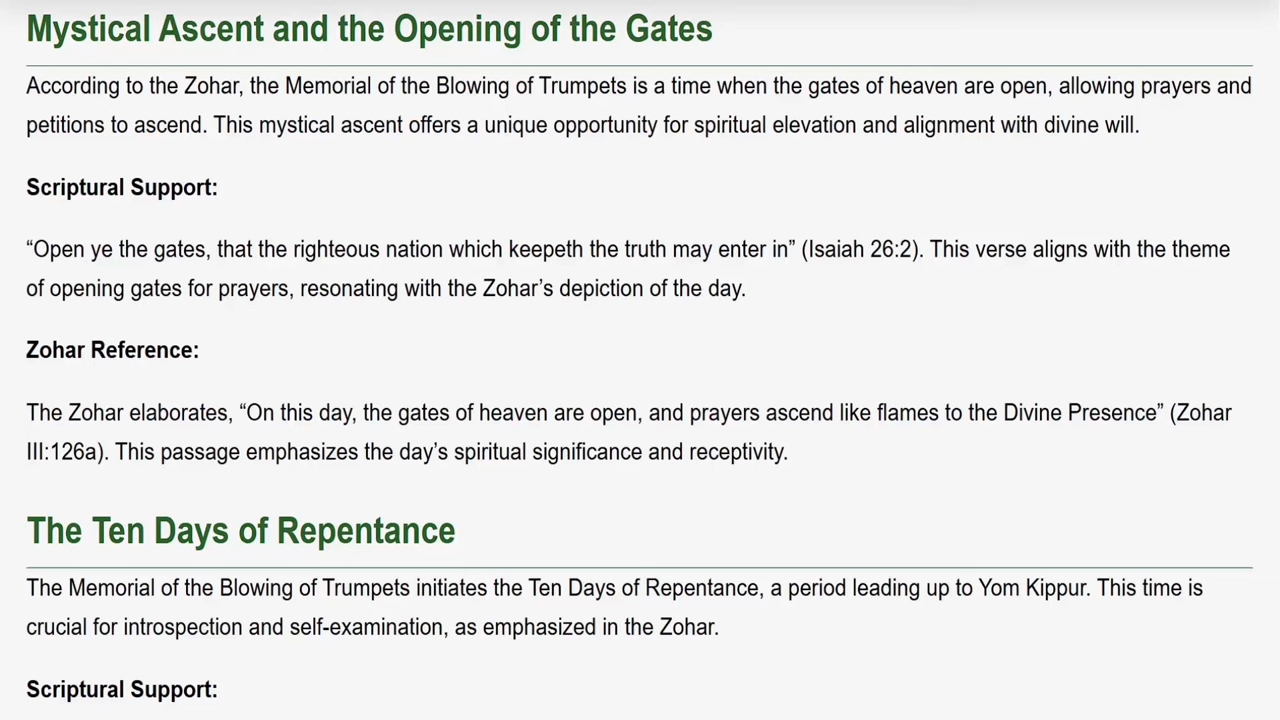 Mystical Ascent and the Opening of the Gates
According to the Zohar, the Memorial of the Blowing of Trumpets is a time when the gates of heaven are open, allowing prayers and
petitions to ascend. This mystical ascent offers a unique opportunity for spiritual elevation and alignment with divine will.
Scriptural Support:
“Open ye the gates, that the righteous nation which keepeth the truth may enter in” (Isaiah 26:2). This verse aligns with the theme
of opening gates for prayers, resonating with the Zohar’s depiction of the day.
Zohar Reference:
The Zohar elaborates, “On this day, the gates of heaven are open, and prayers ascend like flames to the Divine Presence” (Zohar
III:126a). This passage emphasizes the day’s spiritual significance and receptivity.
The Ten Days of Repentance
The Memorial of the Blowing of Trumpets initiates the Ten Days of Repentance, a period leading up to Yom Kippur. This time is
crucial for introspection and self-examination, as emphasized in the Zohar.
Scriptural Support: